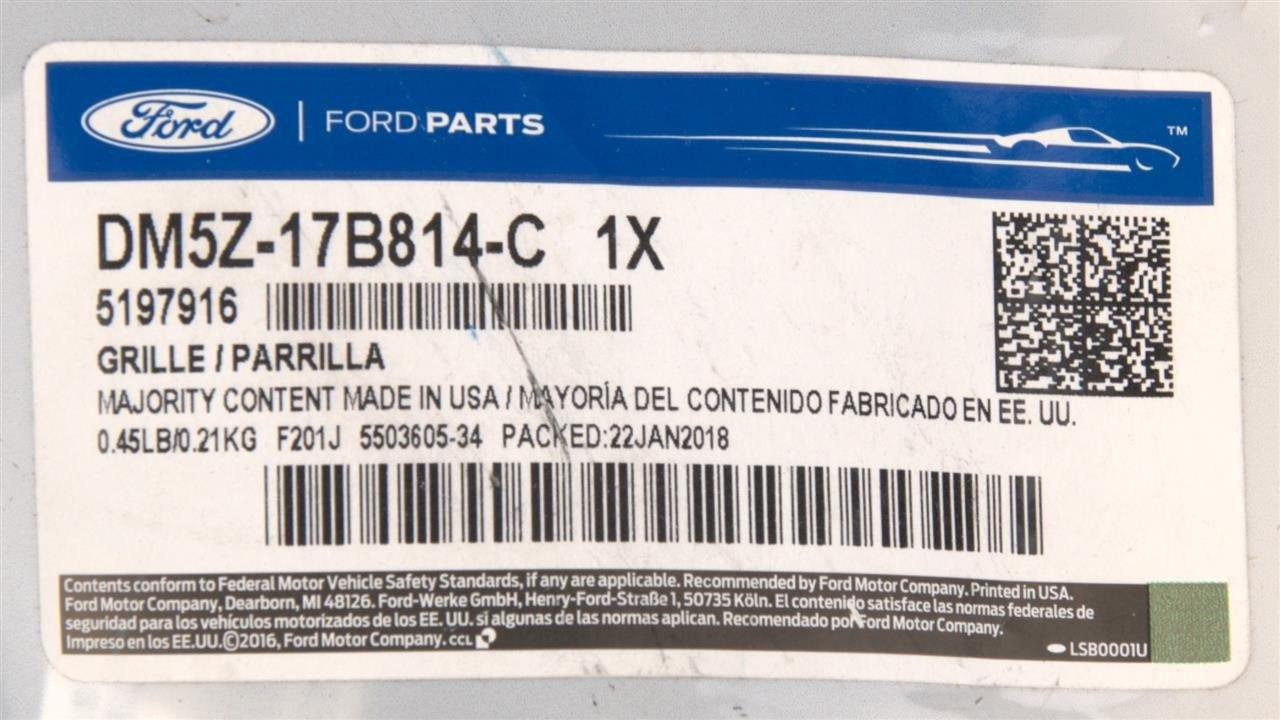 Ford | FORD PARTS
TM
DM5Z-17B814-C 1X
5197916
GRILLE / PARRILLA
MAJORITY CONTENT MADE IN USA / MAYORÍA DEL CONTENIDO FABRICADO EN EE. UU.
0.45LB/0.21KG F201J 5503605-34 PACKED:22JAN2018
Contents conform to Federal Motor Vehicle Safety Standards, if any are applicable. Recommended by Ford Motor Company. Printed in USA.
Ford Motor Company, Dearborn, MI 48126. Ford-Werke GmbH, Henry-Ford-Straße 1, 50735 Köln. El contenido satisface las normas federales de
seguridad para los vehículos motorizados de los EE. UU. si algunas de las normas aplican. Recomendado por Ford Motor Company.
Impreso en los EE.UU.©2016, Ford Motor Company. CCL
LSB0001U